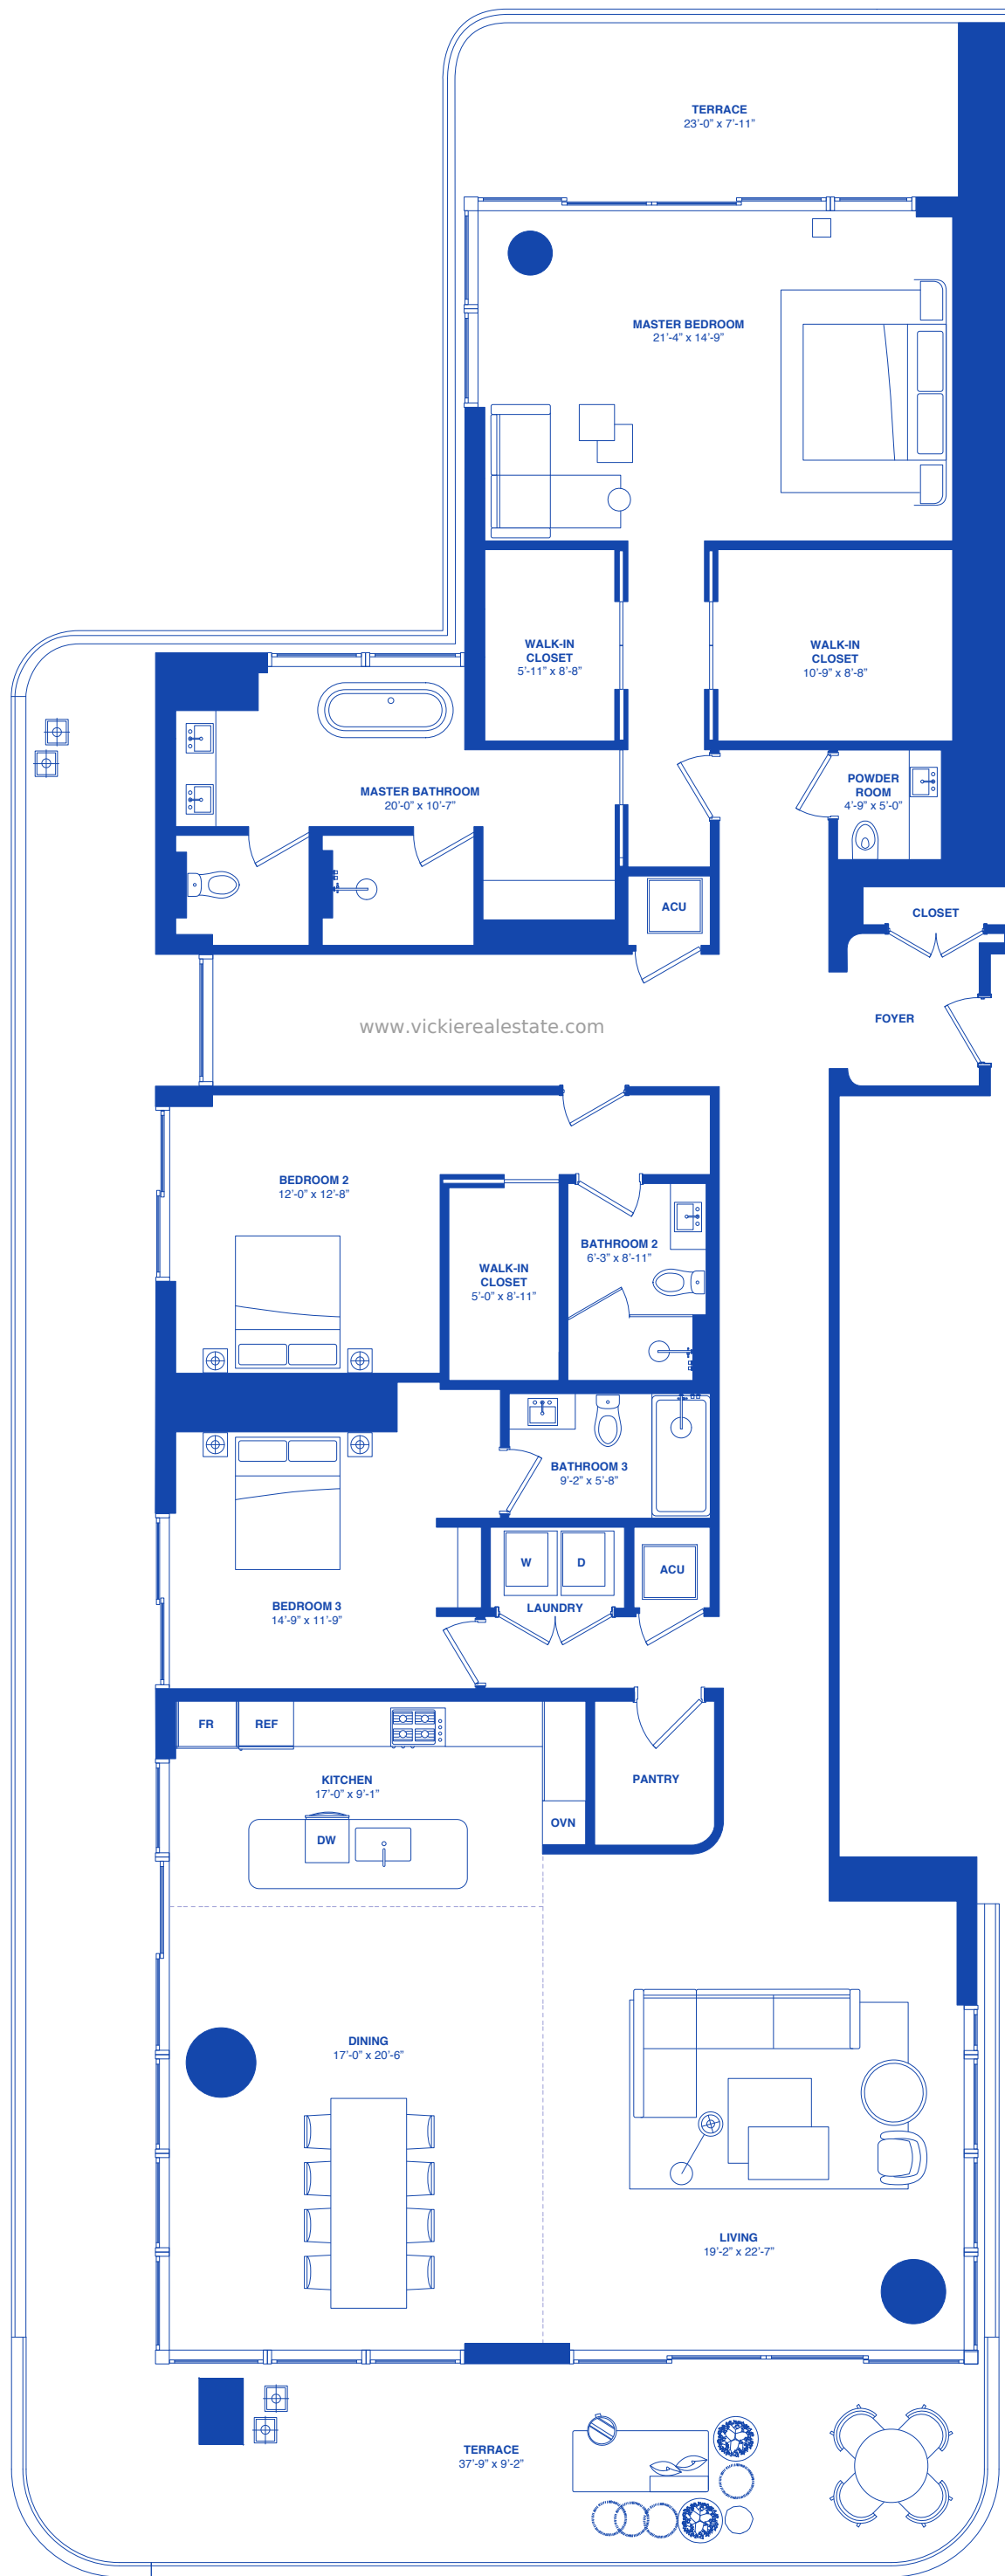 TERRACE
23’-0” x 7’-11”
MASTER BEDROOM
21’-4” x 14’-9”
WALK-IN
CLOSET
5’-11” x 8’-8”
WALK-IN
CLOSET
10’-9” x 8’-8”
MASTER BATHROOM
20’-0” x 10’-7”
POWDER
ROOM
4’-9” x 5’-0”
ACU
CLOSET
FOYER
www.vickierealestate.com
BEDROOM 2
12’-0” x 12’-8”
WALK-IN
CLOSET
5’-0” x 8’-11”
BATHROOM 2
6’-3” x 8’-11”
BATHROOM 3
9’-2” x 5’-8”
W
D
ACU
LAUNDRY
BEDROOM 3
14’-9” x 11’-9”
FR
REF
KITCHEN
17’-0” x 9’-1”
PANTRY
OVN
DW
DINING
17’-0” x 20’-6”
LIVING
19’-2” x 22’-7”
TERRACE
37’-9” x 9’-2”